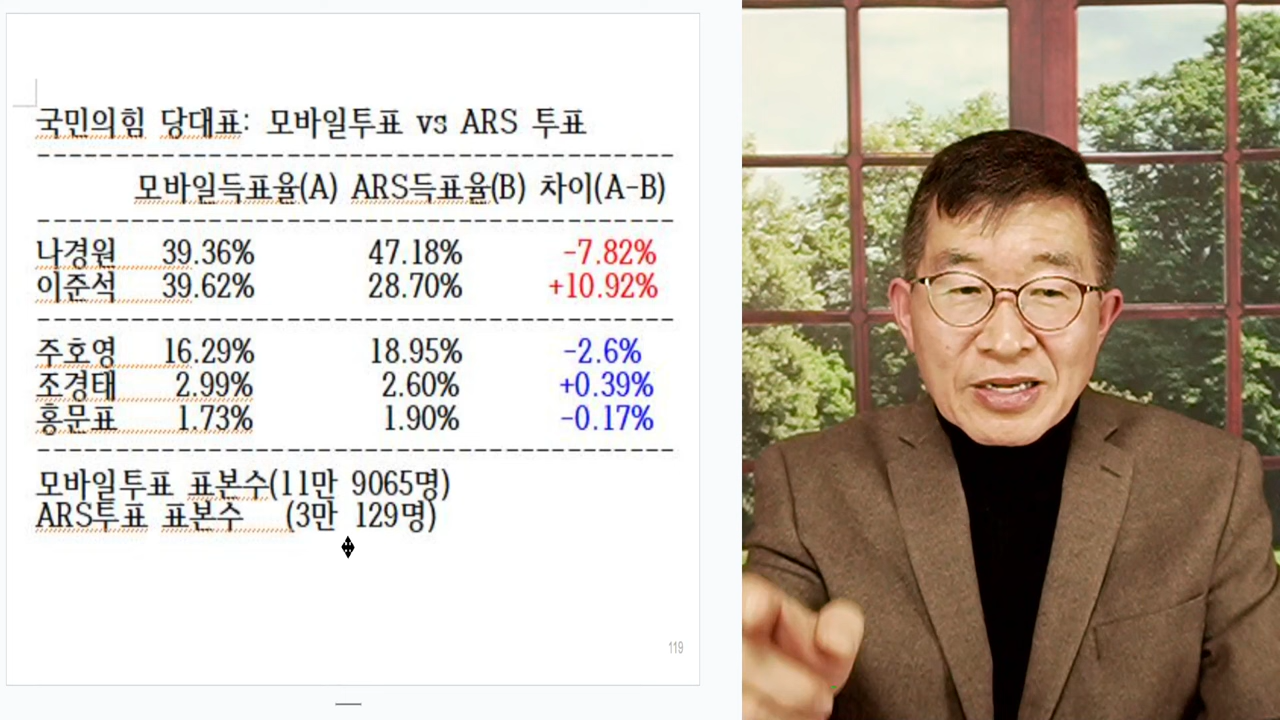 국민의힘 당대표: 모바일투표 vs ARS 투표
모바일득표율(A) ARS득표율(B) 차이(A-B)
나경원 39.36% 47.18% -7.82%
이준석 39.62% 28.70% +10.92%
주호영 16.29% 18.95% -2.6%
조경태 2.99% 2.60% +0.39%
홍문표 1.73% 1.90% -0.17%
모바일투표 표본수(11만 9065명)
ARS투표 표본수 (3만 129명)
119